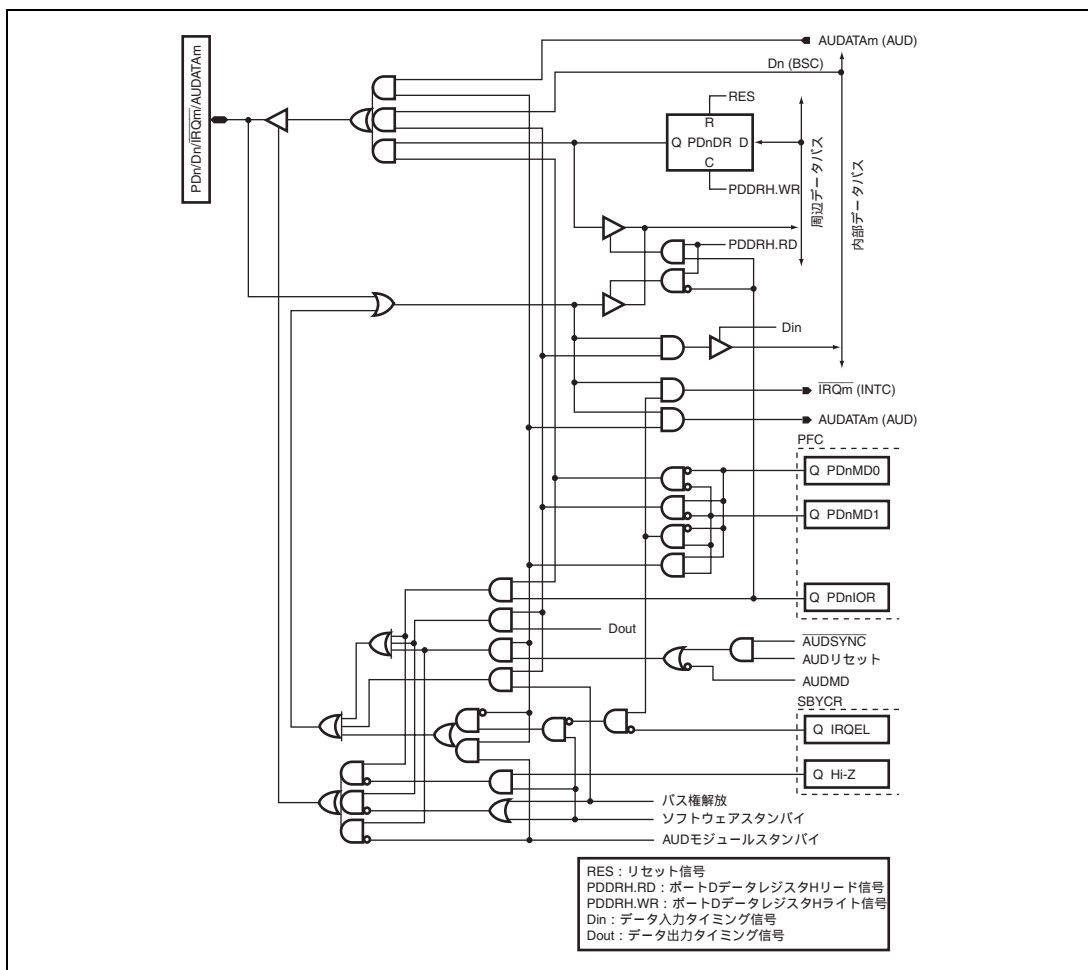 PDn/Dn/IRQm/AUDATAm
AUDATAm (AUD)
Dn (BSC)
RES
R
Q PDnDR D
C
PDDRH.WR
周辺データバス
内部データバス
PDDRH.RD
Din
IRQm (INTC)
AUDATAm (AUD)
PFC
Q PDnMD0
Q PDnMD1
Q PDnIOR
Dout
AUDSYNC
AUDリセット
AUDMD
SBYCR
Q IRQEL
Q Hi-Z
バス権解放
ソフトウェアスタンバイ
AUDモジュールスタンバイ
RES：リセット信号
PDDRH.RD：ポートDデータレジスタHリード信号
PDDRH.WR：ポートDデータレジスタHライト信号
Din：データ入力タイミング信号
Dout：データ出力タイミング信号